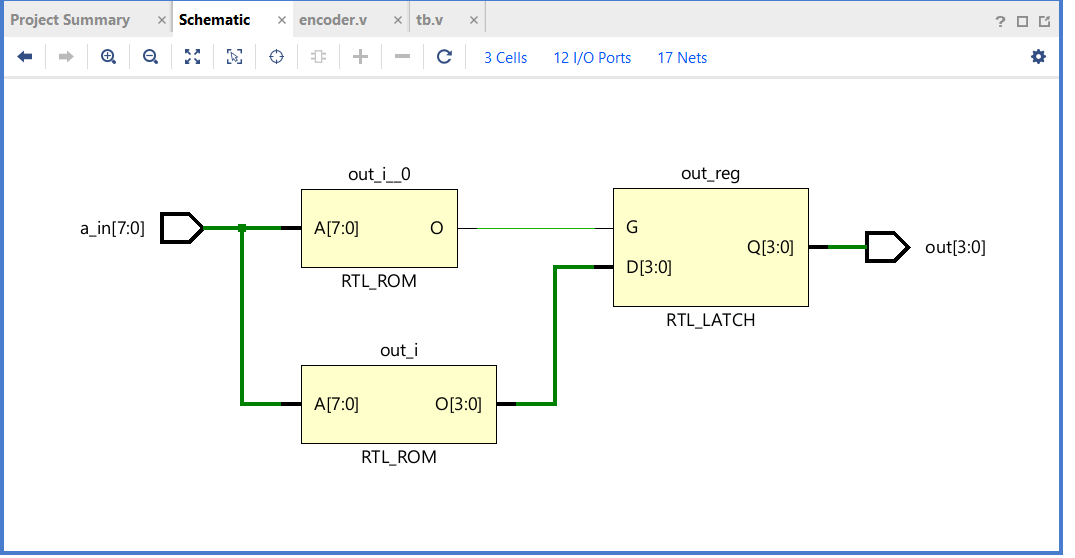 Project Summary × Schematic × encoder.v × tb.v × ?
3 Cells 12 I/O Ports 17 Nets
out_i__0
out_reg
a_in[7:0]
A[7:0] O
G
Q[3:0]
out[3:0]
D[3:0]
RTL_ROM
RTL_LATCH
out_i
A[7:0] O[3:0]
RTL_ROM